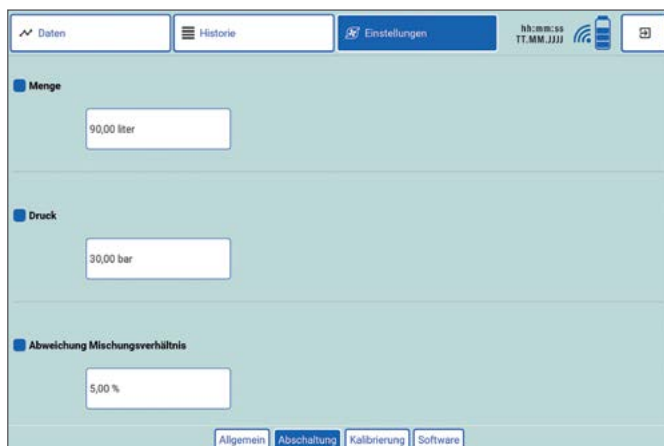 Daten
Historie
Einstellungen
hh:mm:ss
TT.MM.JJJJ
Menge
90,00 liter
Druck
30,00 bar
Abweichung Mischungsverhältnis
5,00 %
Allgemein Abschaltung Kalibrierung Software